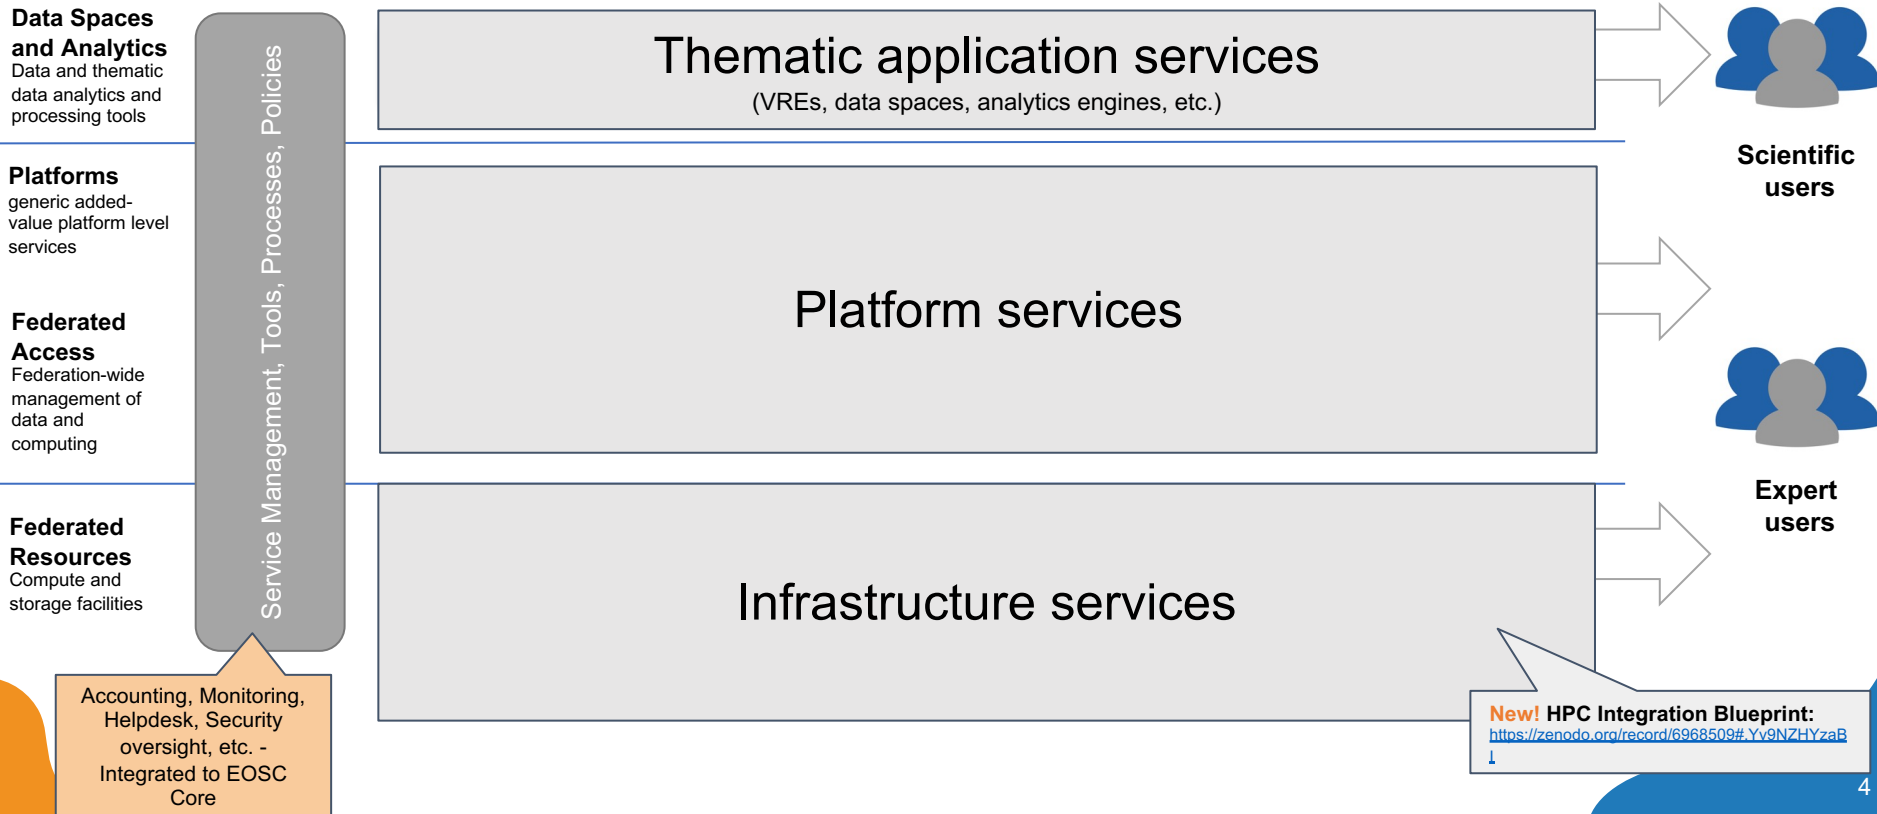 Data Spaces
and Analytics
Data and thematic
data analytics and
processing tools
Platforms
generic added-
value platform level
services
Federated
Access
Federation-wide
management of
data and
computing
Federated
Resources
Compute and
storage facilities
Service Management, Tools, Processes, Policies
Accounting, Monitoring,
Helpdesk, Security
oversight, etc. -
Integrated to EOSC
Core
Thematic application services
(VREs, data spaces, analytics engines, etc.)
Platform services
Infrastructure services
Scientific
users
Expert
users
New! HPC Integration Blueprint:
https://zenodo.org/record/6968509#.Yv9NZHYzaB
I
4